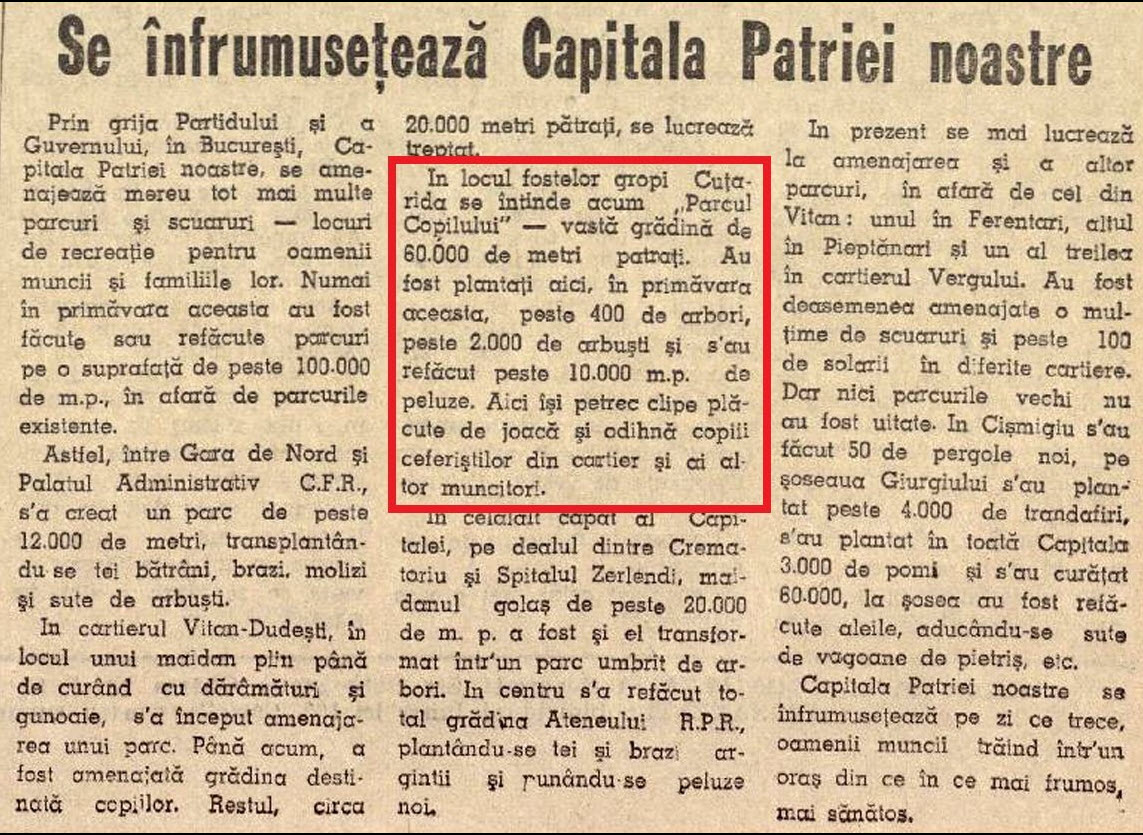 Se înfrumusețează Capitala Patriei noastre
Prin grija Partidului și a
Guvernului, în București, Ca-
pitala Patriei noastre, se ame-
najează mereu tot mai multe
parcuri și scuaruri — locuri
de recreație pentru oamenii
muncii și familiile lor. Numai
în primăvara aceasta au fost
făcute sau refăcute parcuri
pe o suprafață de peste 100.000
de m.p., în afară de parcurile
existente.
Astfel, între Gara de Nord și
Palatul Administrativ C.F.R.,
s'a creat un parc de peste
12.000 de metri, transplantân-
du-se tei bătrâni, brazi, molizi
și sute de arbuști.
In cartierul Vitan-Dudești, în
locul unui maidan plin până
de curând cu dărâmături și
gunoaie, s'a început amenaja-
rea unui parc. Până acum, a
fost amenajată grădina desti-
nată copiilor. Restul, circa
20.000 metri pătrați, se lucrează
treptat.
In locul fostelor gropi Cuța-
rida se întinde acum „Parcul
Copilului” — vastă grădină de
60.000 de metri patrați. Au
fost plantați aici, în primăvara
aceasta, peste 400 de arbori,
peste 2.000 de arbuști și s'au
refăcut peste 10.000 m.p. de
peluze. Aici își petrec clipe plă-
cute de joacă și odihnă copiii
ceferiștilor din cartier și ai al-
tor muncitori.
In celălalt capăt al Capi-
talei, pe dealul dintre Crema-
toriu și Spitalul Zerlendi, mai-
danul golaș de peste 20.000
de m. p. a fost și el transfor-
mat într'un parc umbrit de ar-
bori. In centru s'a refăcut to-
tal grădina Ateneului R.P.R.,
plantându-se tei și brazi ar-
gintii și punându-se peluze
noi.
In prezent se mai lucrează
la amenajarea și a altor
parcuri, în afară de cel din
Vitan: unul în Ferentari, altul
în Pieptănari și un al treilea
în cartierul Vergului. Au fost
deasemenea amenajate o mul-
țime de scuaruri și peste 100
de solarii în diferite cartiere.
Dar nici parcurile vechi nu
au fost uitate. In Cișmigiu s'au
făcut 50 de pergole noi, pe
șoseaua Giurgiului s'au plan-
tat peste 4.000 de trandafiri,
s'au plantat în toată Capitala
3.000 de pomi și s'au curățat
60.000, la șosea au fost refă-
cute aleile, aducându-se sute
de vagoane de pietriș, etc.
Capitala Patriei noastre se
înfrumusețează pe zi ce trece,
oamenii muncii trăind într'un
oraș din ce în ce mai frumos,
mai sănătos.